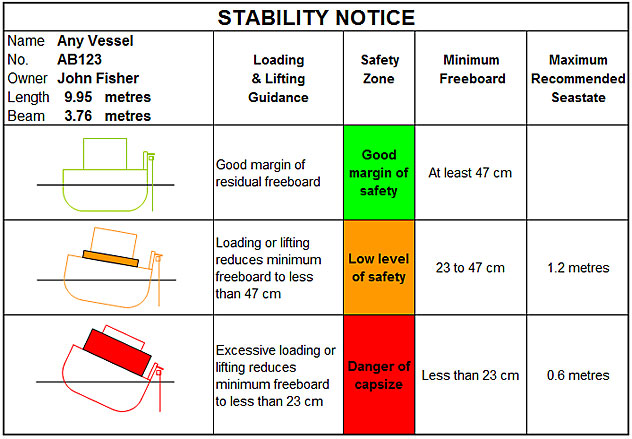 STABILITY NOTICE
Name Any Vessel
No. AB123
Owner John Fisher
Length 9.95 metres
Beam 3.76 metres
Loading
& Lifting
Guidance
Safety
Zone
Minimum
Freeboard
Maximum
Recommended
Seastate
Good margin of
residual freeboard
Good
margin of
safety
At least 47 cm
Loading or lifting
reduces minimum
freeboard to less
than 47 cm
Low level
of safety
23 to 47 cm
1.2 metres
Excessive loading or
lifting reduces
minimum freeboard
to less than 23 cm
Danger of
capsize
Less than 23 cm
0.6 metres